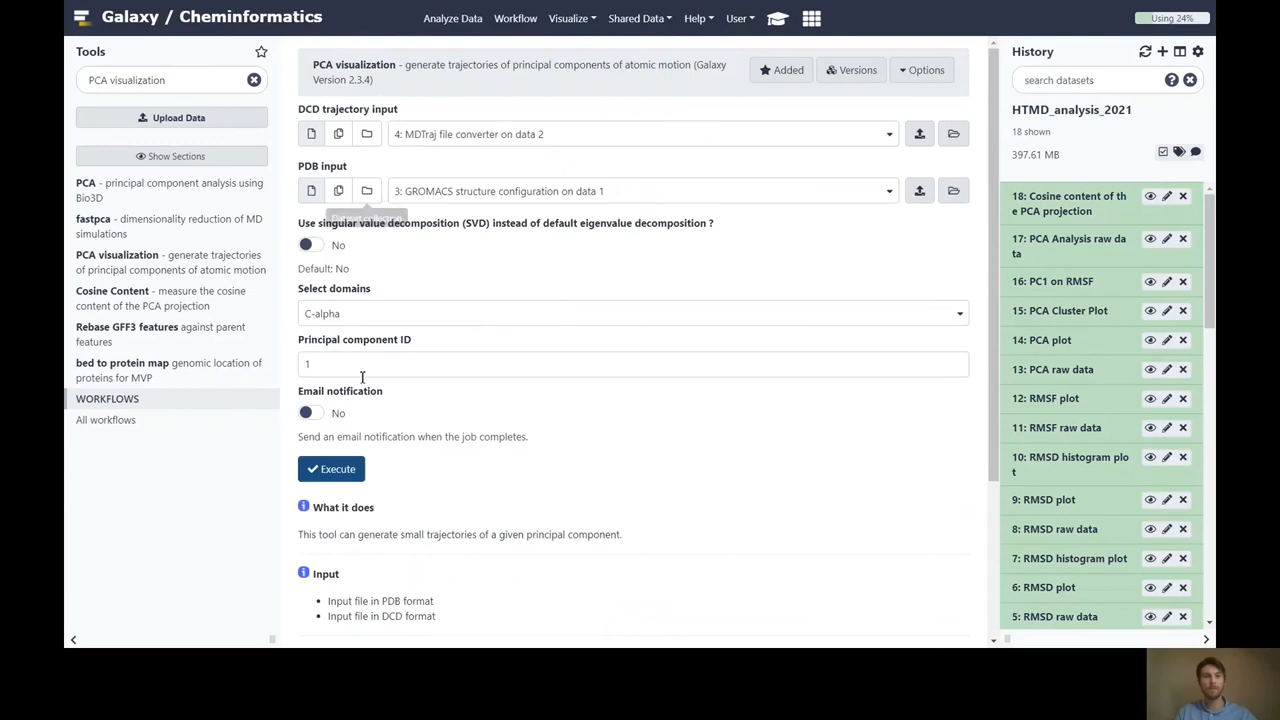 Galaxy / Cheminformatics
Analyze Data
Workflow
Visualize
Shared Data
Help
User
Using 24%
Tools
PCA visualization
Upload Data
Show Sections
PCA - principal component analysis using
Bio3D
fastpca - dimensionality reduction of MD
simulations
PCA visualization - generate trajectories
of principal components of atomic motion
Cosine Content - measure the cosine
content of the PCA projection
Rebase GFF3 features against parent
features
bed to protein map genomic location of
proteins for MVP
WORKFLOWS
All workflows
PCA visualization - generate trajectories of principal components of atomic motion (Galaxy
Version 2.3.4)
Added
Versions
Options
DCD trajectory input
4: MDTraj file converter on data 2
PDB input
3: GROMACS structure configuration on data 1
Dataset collection
Use singular value decomposition (SVD) instead of default eigenvalue decomposition ?
No
Default: No
Select domains
C-alpha
Principal component ID
1
Email notification
No
Send an email notification when the job completes.
Execute
What it does
This tool can generate small trajectories of a given principal component.
Input
• Input file in PDB format
• Input file in DCD format
History
search datasets
HTMD_analysis_2021
18 shown
397.61 MB
18: Cosine content of th
e PCA projection
17: PCA Analysis raw da
ta
16: PC1 on RMSF
15: PCA Cluster Plot
14: PCA plot
13: PCA raw data
12: RMSF plot
11: RMSF raw data
10: RMSD histogram plo
t
9: RMSD plot
8: RMSD raw data
7: RMSD histogram plot
6: RMSD plot
5: RMSD raw data